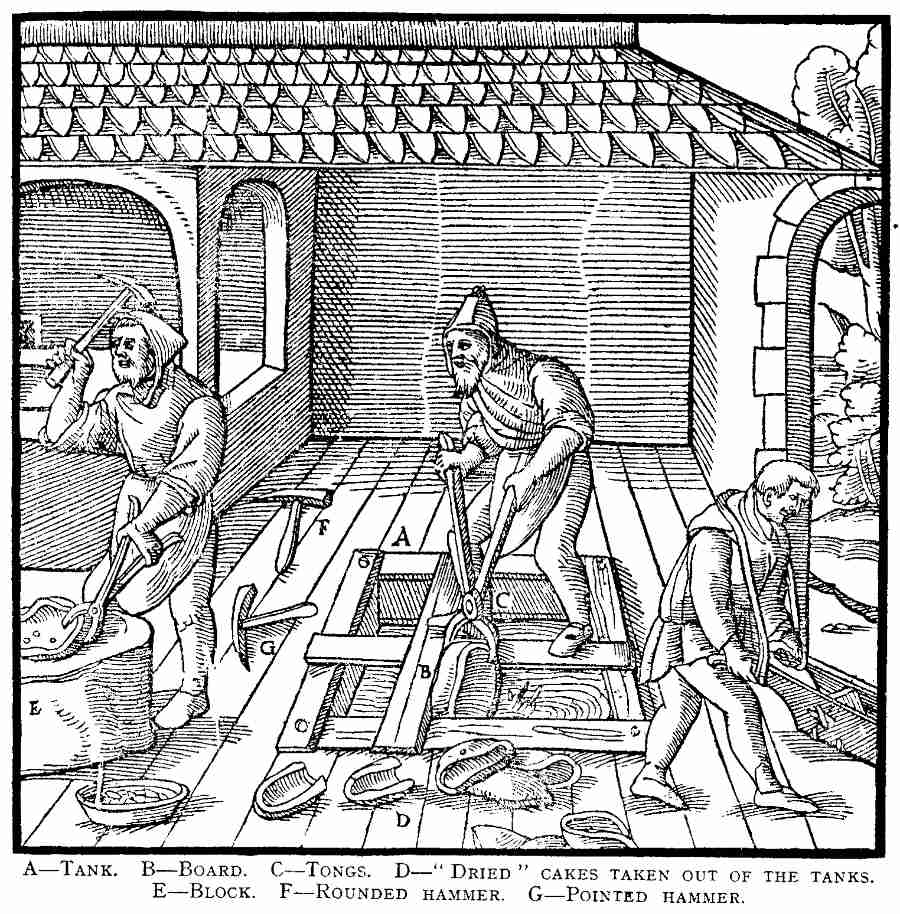 F
A
C
G
B
E
D
A—Tank. B—Board. C—Tongs. D—“Dried” cakes taken out of the tanks.
E—Block. F—Rounded hammer. G—Pointed hammer.